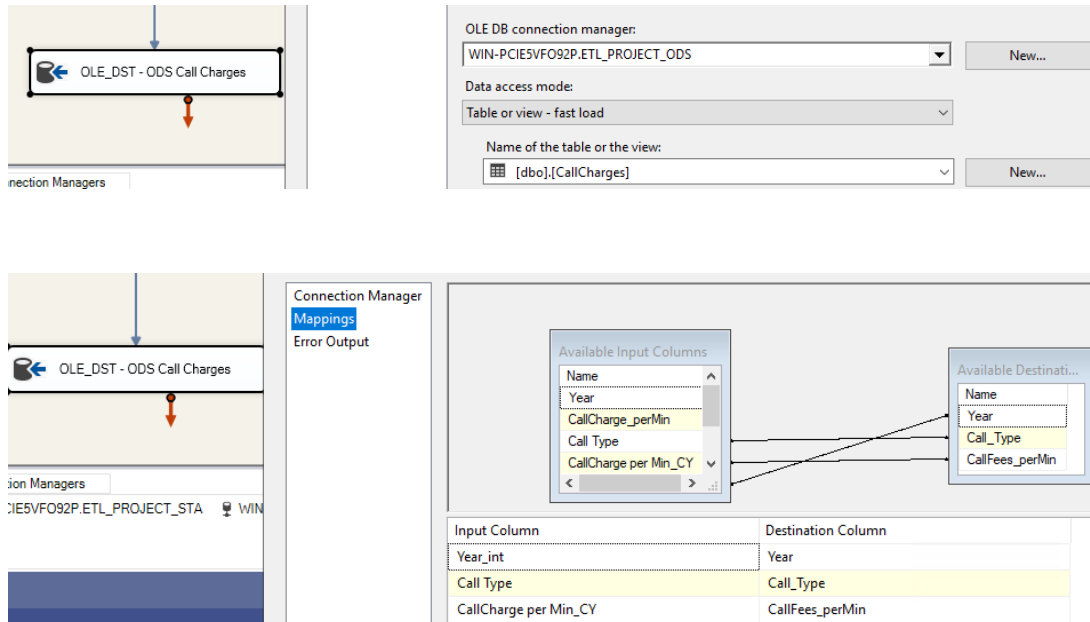 OLE DB connection manager:
OLE_DST - ODS Call Charges
WIN-PCIE5VFO92P.ETL_PROJECT_ODS
New...
Data access mode:
Table or view - fast load
Name of the table or the view:
[dbo].[CallCharges]
New...
nnection Managers
Connection Manager
Mappings
Error Output
OLE_DST - ODS Call Charges
Available Input Columns
Name
Year
CallCharge_perMin
Call Type
CallCharge per Min_CY
Available Destinati...
Name
Year
Call_Type
CallFees_perMin
tion Managers
CIE5VFO92P.ETL_PROJECT_STA
WIN
Input Column
Destination Column
Year_int
Year
Call Type
Call_Type
CallCharge per Min_CY
CallFees_perMin